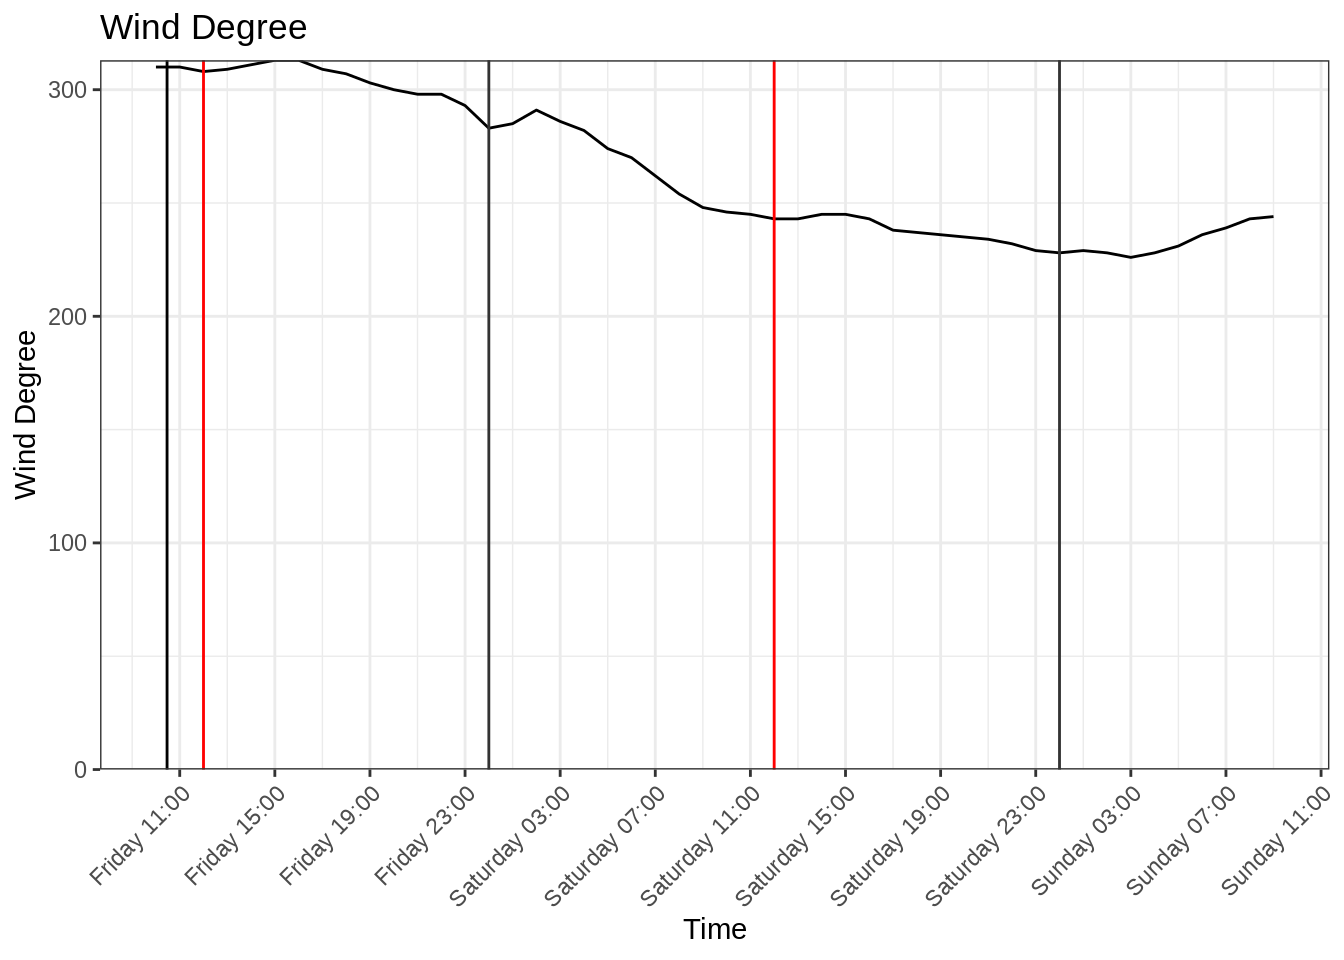 Wind Degree
Wind Degree
300
200
100
0
Friday 11:00
Friday 15:00
Friday 19:00
Friday 23:00
Saturday 03:00
Saturday 07:00
Saturday 11:00
Saturday 15:00
Saturday 19:00
Saturday 23:00
Sunday 03:00
Sunday 07:00
Sunday 11:00
Time